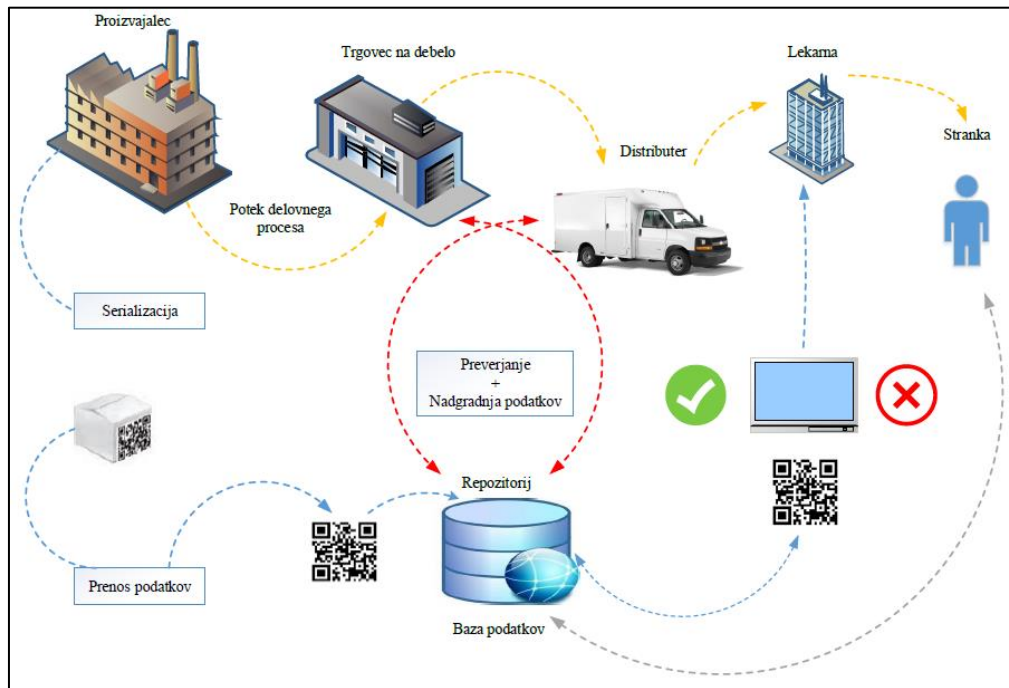 Proizvajalec
Trgovec na debelo
Lekarna
Distributer
Stranka
Potek delovnega
procesa
Serializacija
Preverjanje
+
Nadgradnja podatkov
Repozitorij
Prenos podatkov
Baza podatkov